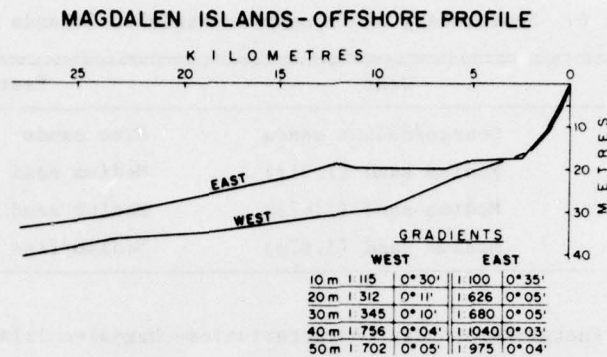 MAGDALEN ISLANDS-OFFSHORE PROFILE
KILOMETRES
25 20 15 10 5 0
10
20
30
40
METRES
EAST
WEST
GRADIENTS
WEST EAST
10 m 1:115 0° 30' 1:100 0° 35'
20 m 1:312 0° 11' 1:626 0° 05'
30 m 1:345 0° 10' 1:680 0° 05'
40 m 1:756 0° 04' 1:1040 0° 03'
50 m 1:702 0° 05' 1:975 0° 04'